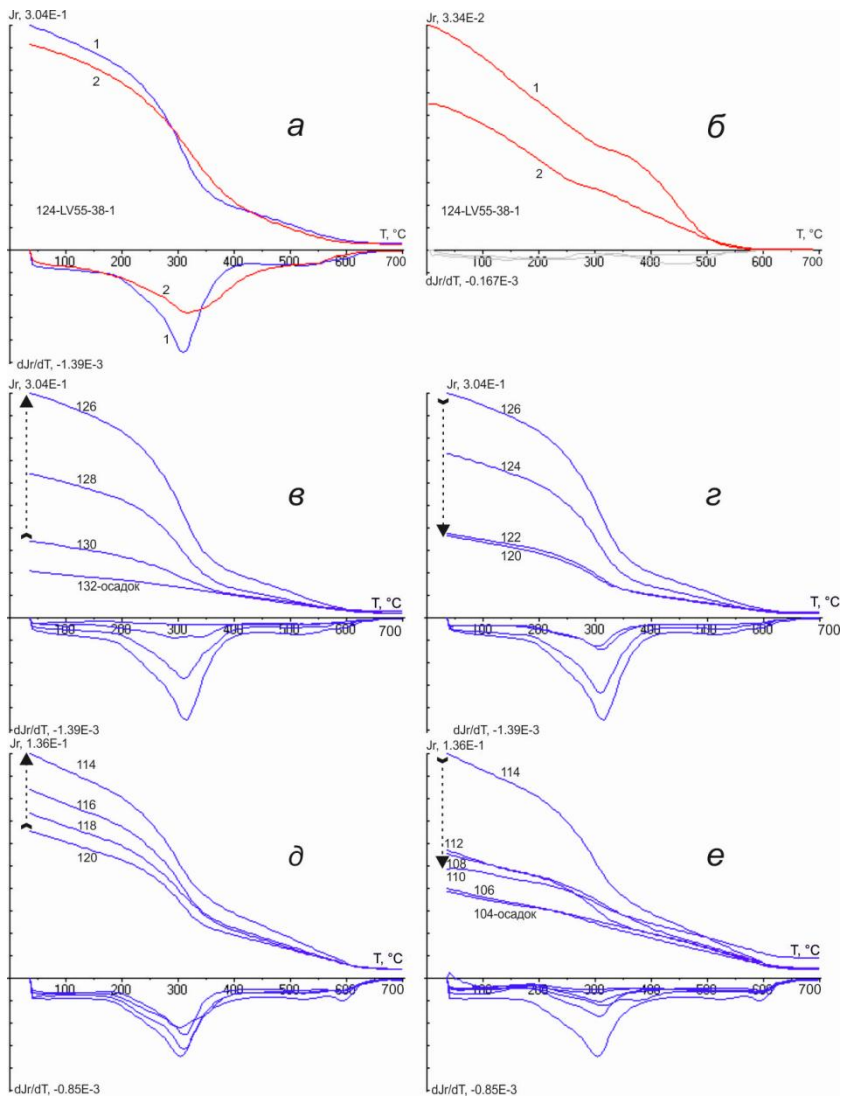 Jr, 3.04E-1
1
2
а
124-LV55-38-1
T, °C
100 200 300 400 500 600 700
2
1
dJr/dT, -1.39E-3
Jr, 3.34E-2
1
2
б
124-LV55-38-1
T, °C
100 200 300 400 500 600 700
dJr/dT, -0.167E-3
Jr, 3.04E-1
126
128
в
130
132-осадок
T, °C
100 200 300 400 500 600 700
dJr/dT, -1.39E-3
Jr, 3.04E-1
126
124
г
122
120
T, °C
100 200 300 400 500 600 700
dJr/dT, -1.39E-3
Jr, 1.36E-1
114
116
118
120
д
T, °C
100 200 300 400 500 600 700
dJr/dT, -0.85E-3
Jr, 1.36E-1
114
112
108
110
е
106
104-осадок
T, °C
100 200 300 400 500 600 700
dJr/dT, -0.85E-3